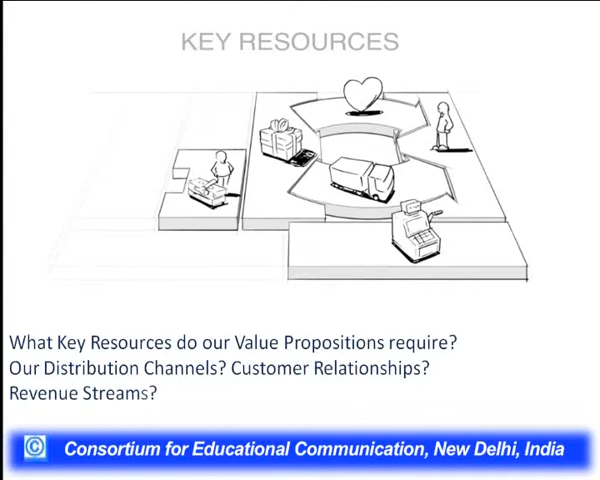 KEY RESOURCES
What Key Resources do our Value Propositions require?
Our Distribution Channels? Customer Relationships?
Revenue Streams?
© Consortium for Educational Communication, New Delhi, India